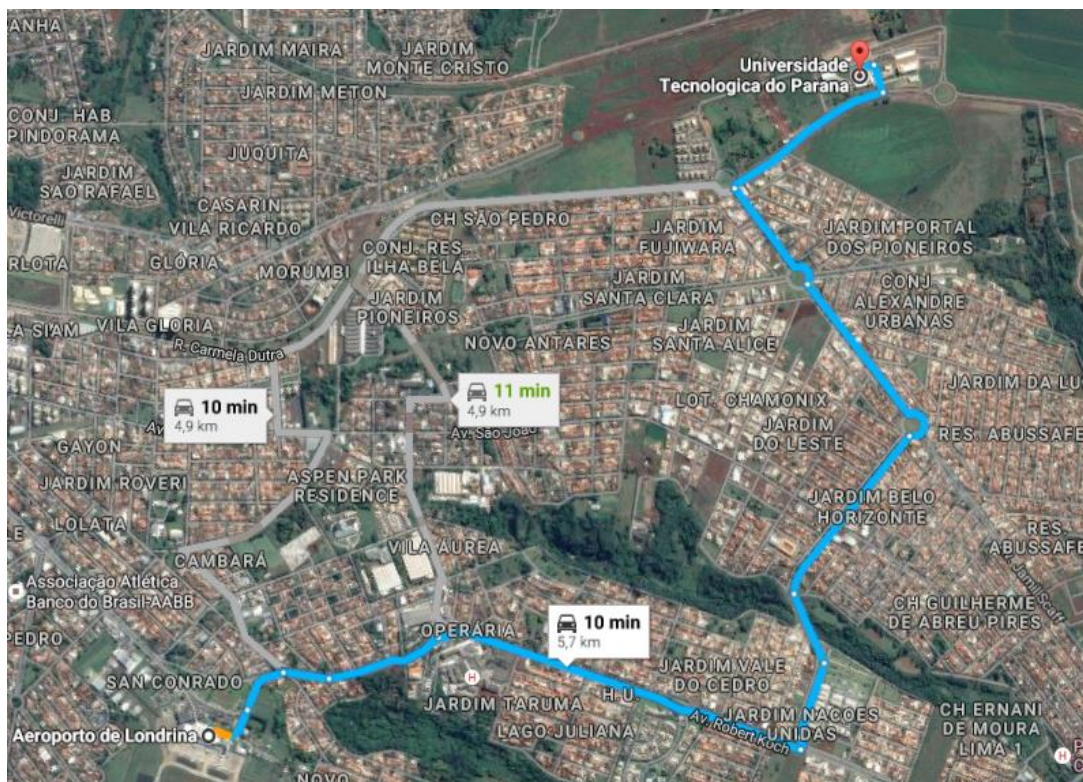 JARDIM MAIRA
JARDIM
MONTE CRISTO
JARDIM METON
CONJ. HAB.
PINDORAMA
JUQUITA
JARDIM
SAO RAFAEL
CASARIN
Victorelli
VILA RICARDO
GLORIA
MORUMBI
CONJ. RES.
ILHA BELA
CH SÃO PEDRO
JARDIM
PIONEIROS
VILA GLORIA
R. Carmela Dutra
Universidade
Tecnologica do Parana
JARDIM
FUJIWARA
JARDIM PORTAL
DOS PIONEIROS
JARDIM
SANTA CLARA
CONJ.
ALEXANDRE
URBANAS
NOVO ANTARES
JARDIM
SANTA ALICE
JARDIM DA LU
10 min
4,9 km
11 min
4,9 km
Av. São João
LOT. CHAMONIX
JARDIM
DO LESTE
RES. ABUSSAFE
GAYON
JARDIM ROVERI
ASPEN PARK
RESIDENCE
LOLATA
JARDIM BELO
HORIZONTE
RES.
ABUSSAFE
CAMBARÁ
VILA ÁUREA
Associação Atlética
Banco do Brasil-AABB
PEDRO
Av. Jamil Scaff
CH GUILHERME
DE ABREU PIRES
OPERÁRIA
10 min
5,7 km
SAN CONRADO
JARDIM VALE
DO CEDRO
H
JARDIM TARUMA
H. U.
LAGO JULIANA
Av. Robert Koch
JARDIM NACOES
UNIDAS
CH ERNANI
DE MOURA
LIMA 1
H
Aeroporto de Londrina
NOVO